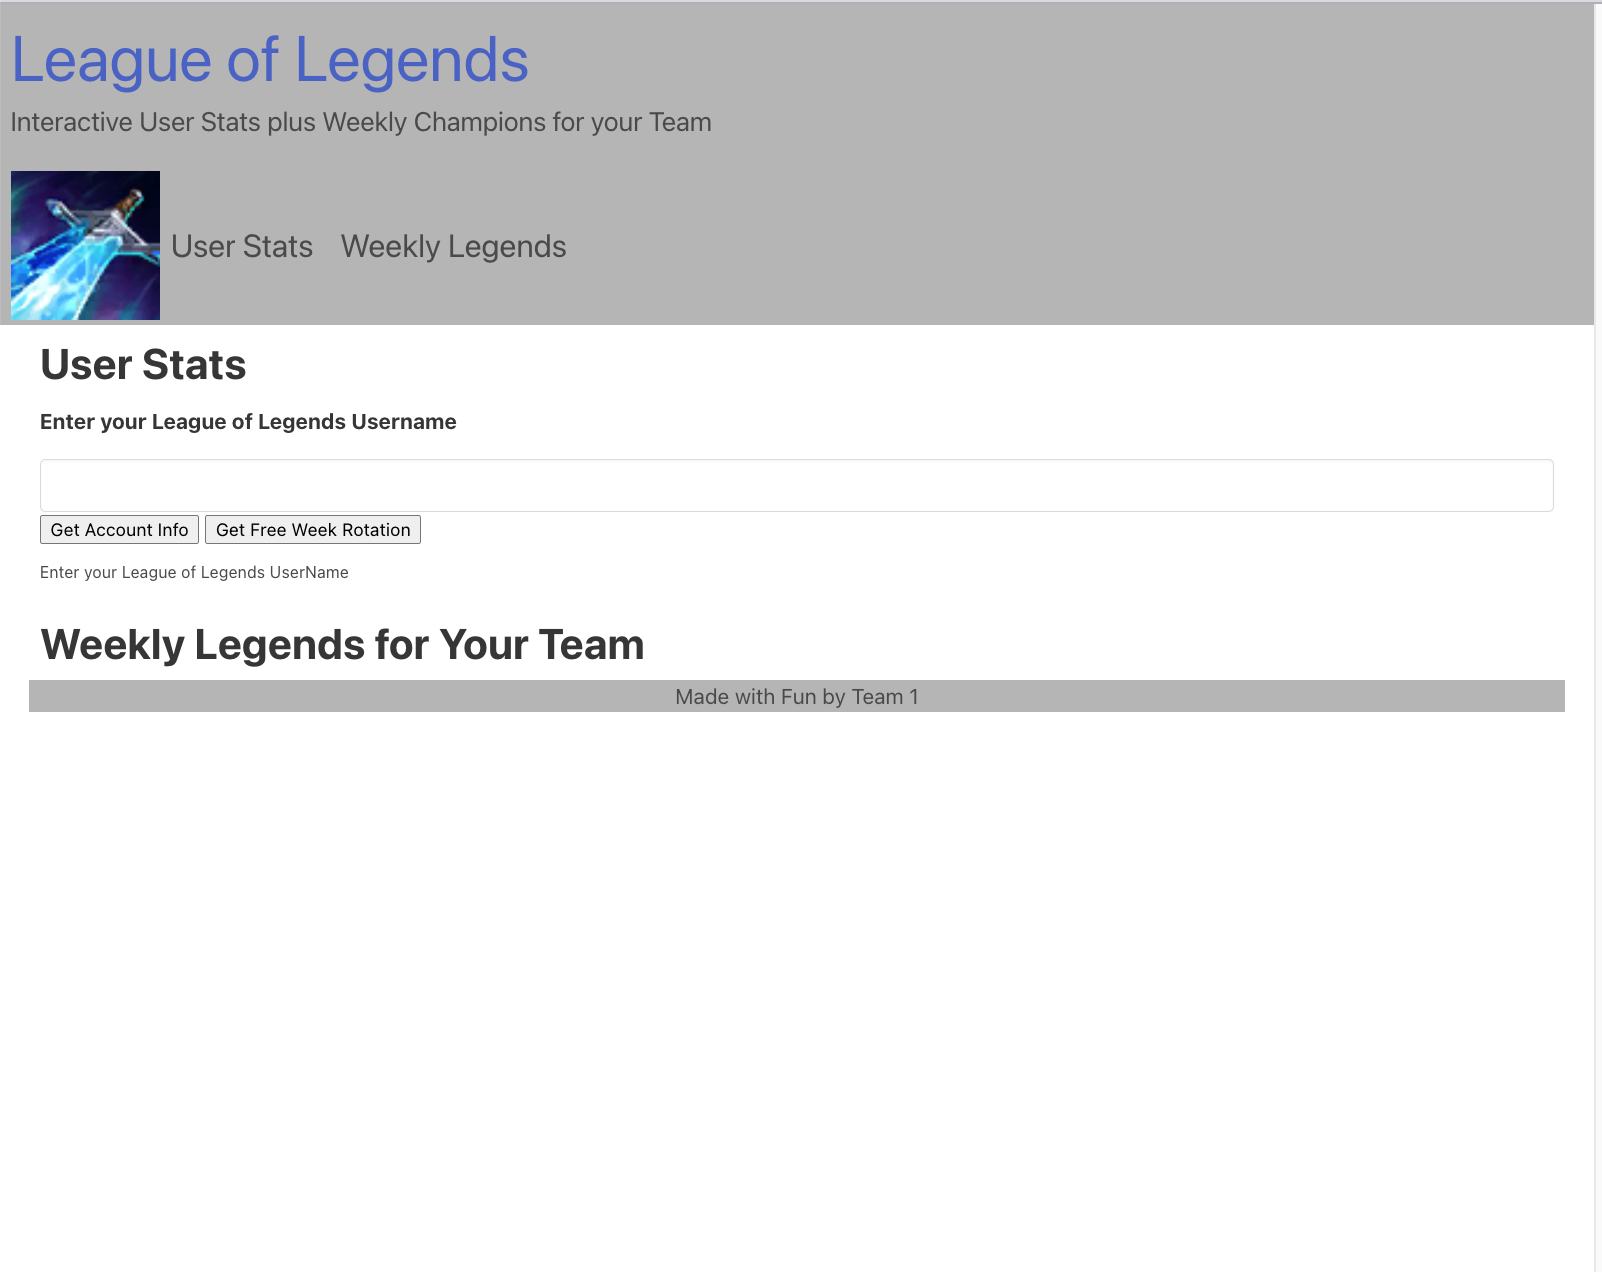 League of Legends
Interactive User Stats plus Weekly Champions for your Team
User Stats Weekly Legends
User Stats
Enter your League of Legends Username
Get Account Info Get Free Week Rotation
Enter your League of Legends UserName
Weekly Legends for Your Team
Made with Fun by Team 1